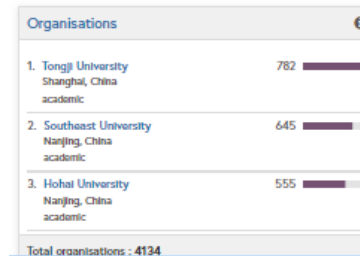 Organisations
1. Tongji University 782
Shanghai, China
academic
2. Southeast University 645
Nanjing, China
academic
3. Hohai University 555
Nanjing, China
academic
Total organisations : 4134